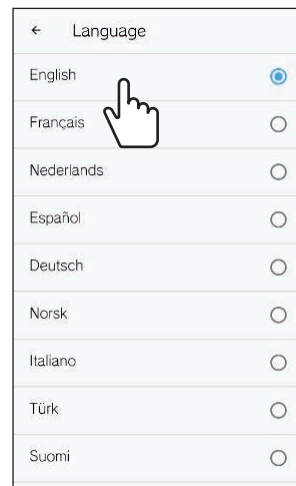 ← Language
English
Français
Nederlands
Español
Deutsch
Norsk
Italiano
Türk
Suomi